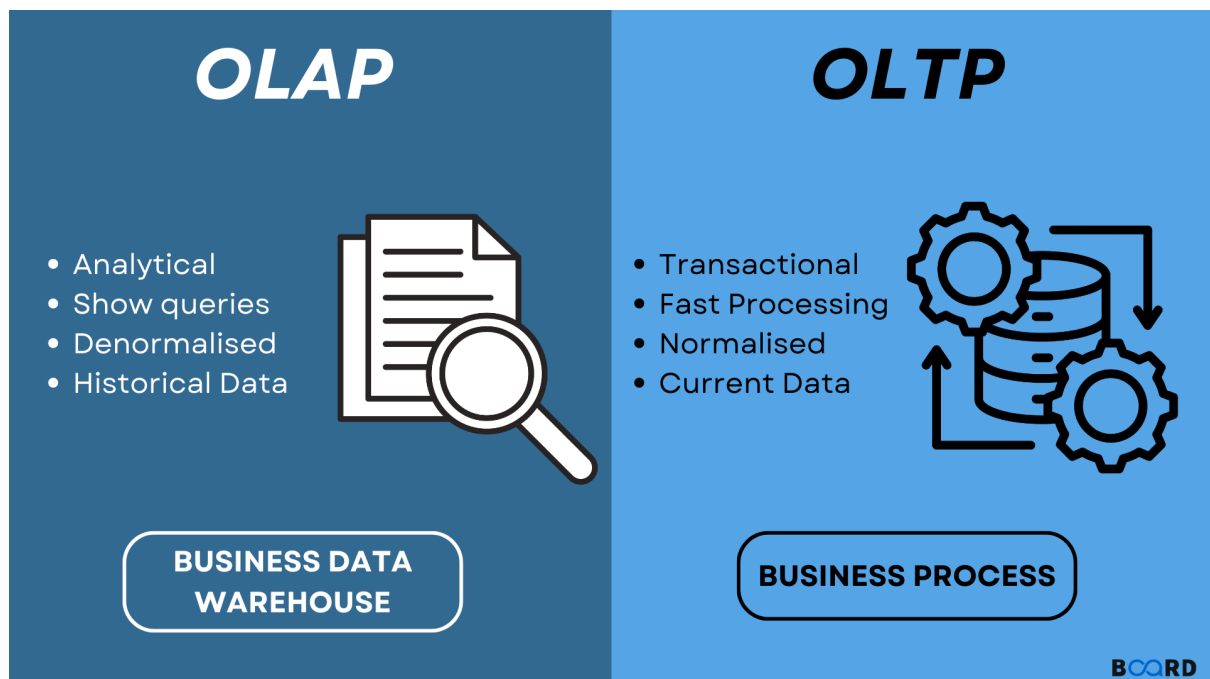 OLAP
• Analytical
• Show queries
• Denormalised
• Historical Data
BUSINESS DATA
WAREHOUSE
OLTP
• Transactional
• Fast Processing
• Normalised
• Current Data
BUSINESS PROCESS
BOARD